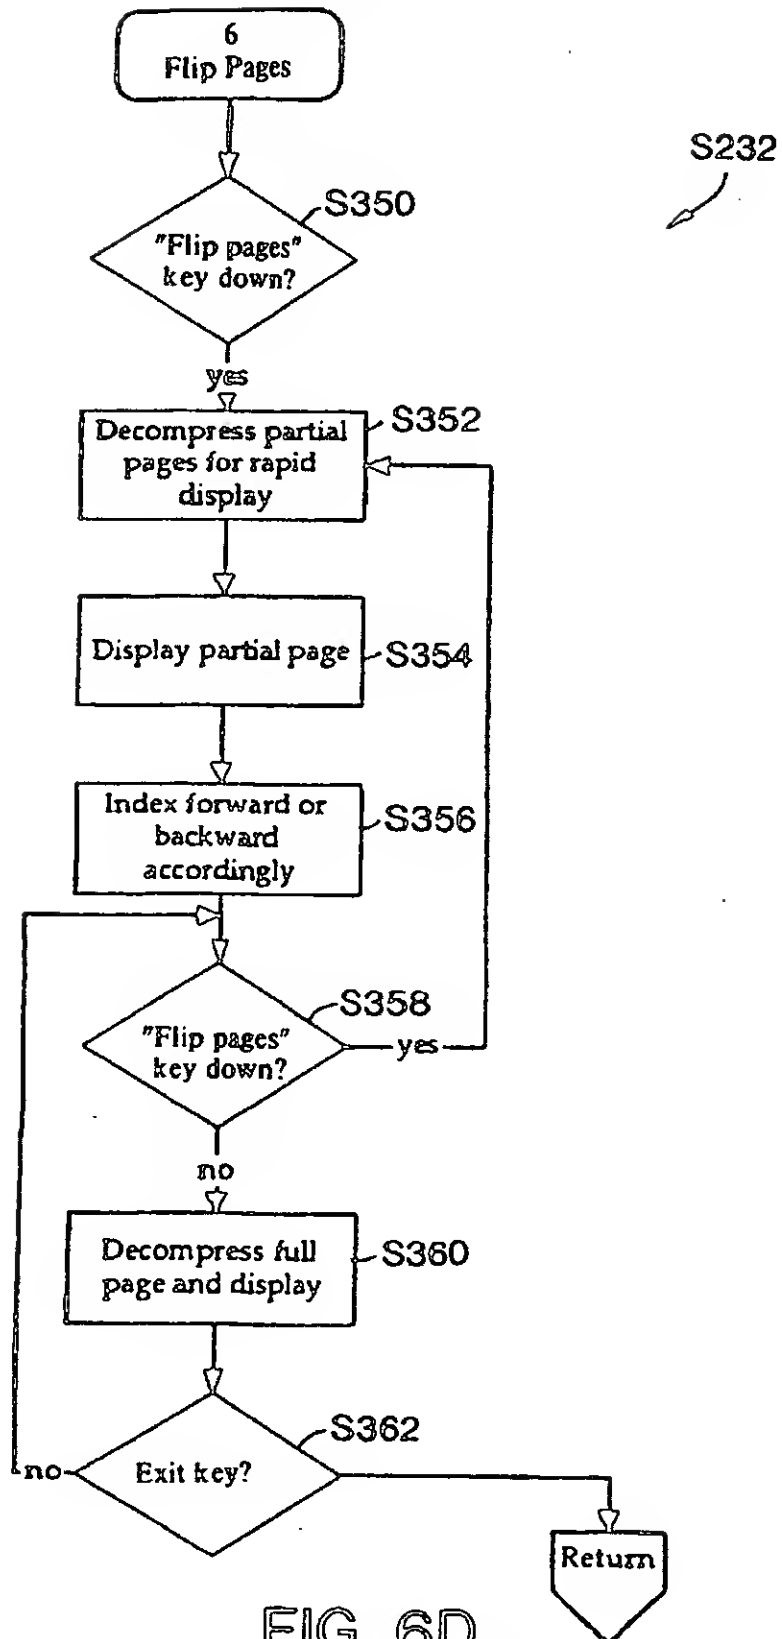 6
Flip Pages
S232
S350
"Flip pages"
key down?
yes
S352
Decompress partial
pages for rapid
display
Display partial page
S354
Index forward or
backward
accordingly
S356
S358
"Flip pages"
key down?
yes
no
Decompress full
page and display
S360
S362
Exit key?
no
Return
FIG. 6D